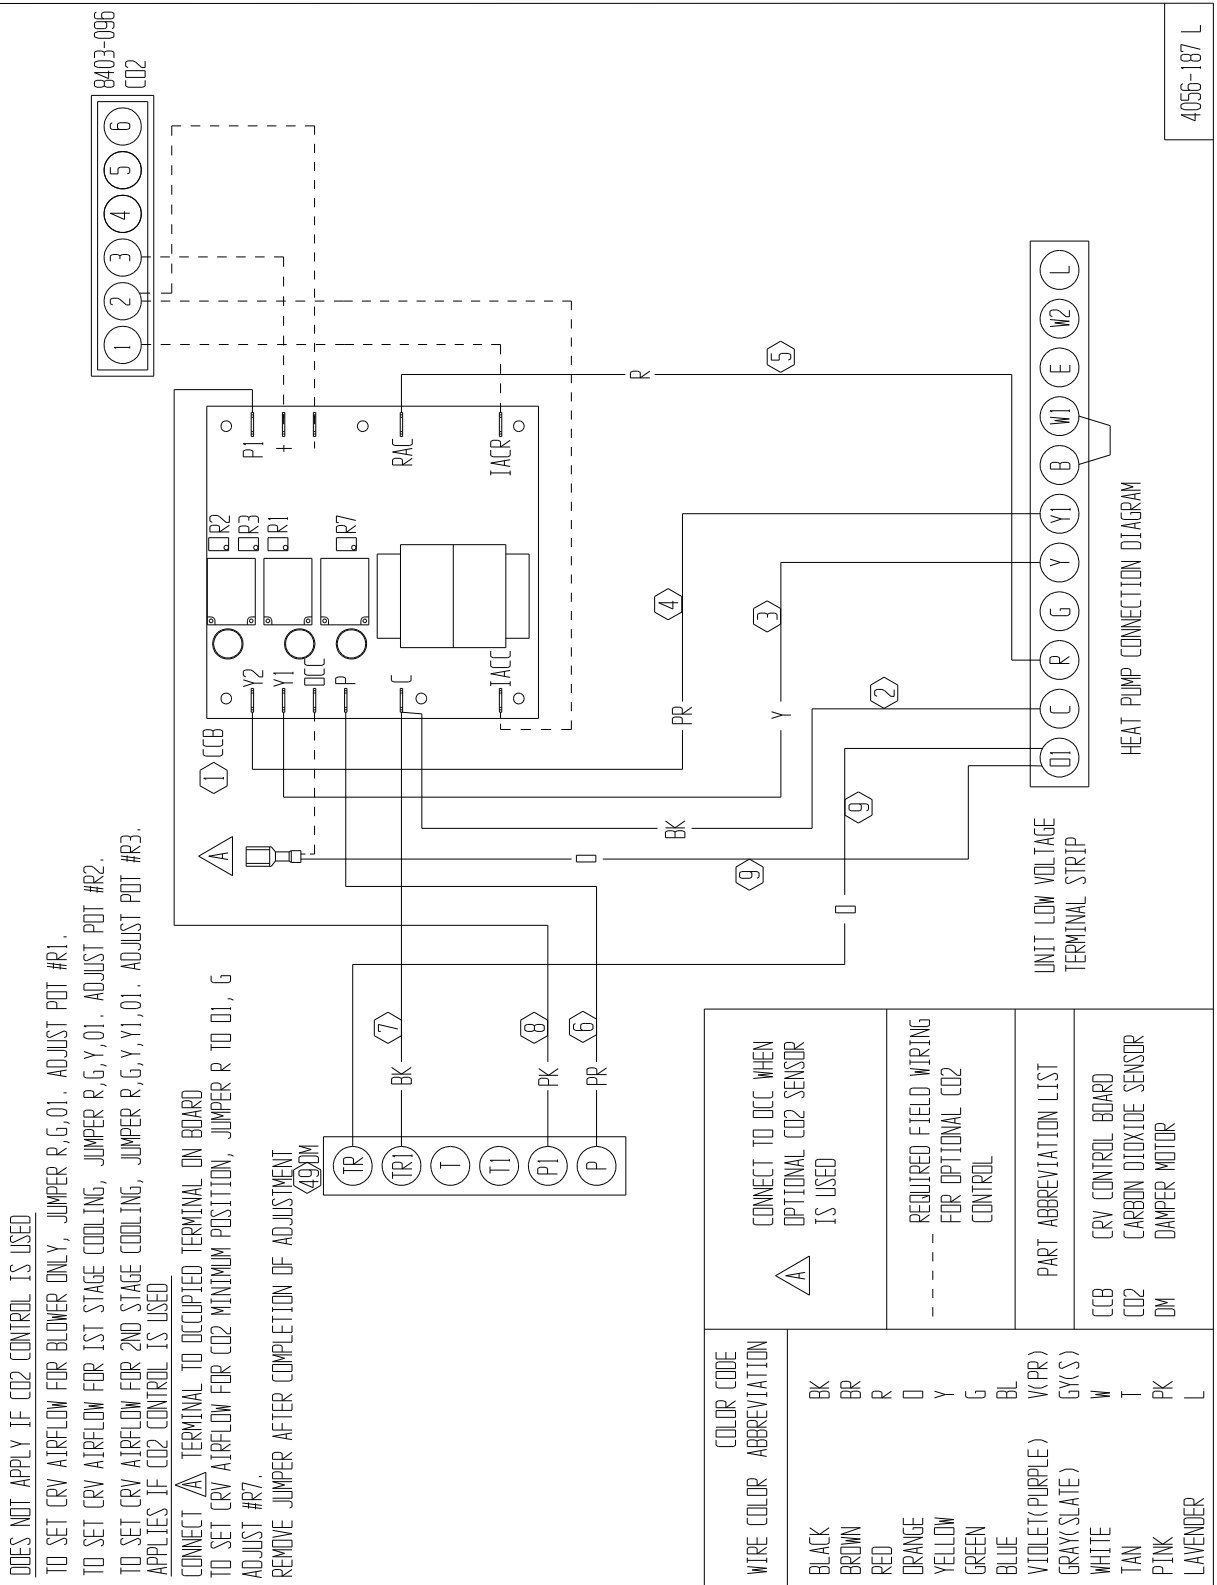 DOES NOT APPLY IF CO2 CONTROL IS USED
TO SET CRV AIRFLOW FOR BLOWER ONLY, JUMPER R,G,O1. ADJUST POT #R1.
TO SET CRV AIRFLOW FOR 1ST STAGE COOLING, JUMPER R,G,Y,O1. ADJUST POT #R2.
TO SET CRV AIRFLOW FOR 2ND STAGE COOLING, JUMPER R,G,Y,Y1,O1. ADJUST POT #R3.
APPLIES IF CO2 CONTROL IS USED
CONNECT A TERMINAL TO OCCUPIED TERMINAL ON BOARD
TO SET CRV AIRFLOW FOR CO2 MINIMUM POSITION, JUMPER R TO O1, G
ADJUST #R7.
REMOVE JUMPER AFTER COMPLETION OF ADJUSTMENT
49 DM
TR
TR1
T
T1
P1
P
BK
PK
PR
7
8
6
A
1 CCB
Y2
Y1
OCC
P
C
IACC
R2
R3
R1
R7
P1
+
-
RAC
IACR
8403-096
CO2
1 2 3 4 5 6
PR
Y
BK
O
O
R
4
3
2
9
9
5
O1 C R G Y Y1 B W1 E W2 L
UNIT LOW VOLTAGE
TERMINAL STRIP
HEAT PUMP CONNECTION DIAGRAM
COLOR CODE
WIRE COLOR ABBREVIATION
BLACK BK
BROWN BR
RED R
ORANGE O
YELLOW Y
GREEN G
BLUE BL
VIOLET(PURPLE) V(PR)
GRAY(SLATE) GY(S)
WHITE W
TAN T
PINK PK
LAVENDER L
A
CONNECT TO OCC WHEN
OPTIONAL CO2 SENSOR
IS USED
------ REQUIRED FIELD WIRING
FOR OPTIONAL CO2
CONTROL
PART ABBREVIATION LIST
CCB CRV CONTROL BOARD
CO2 CARBON DIOXIDE SENSOR
DM DAMPER MOTOR
4056-187 L